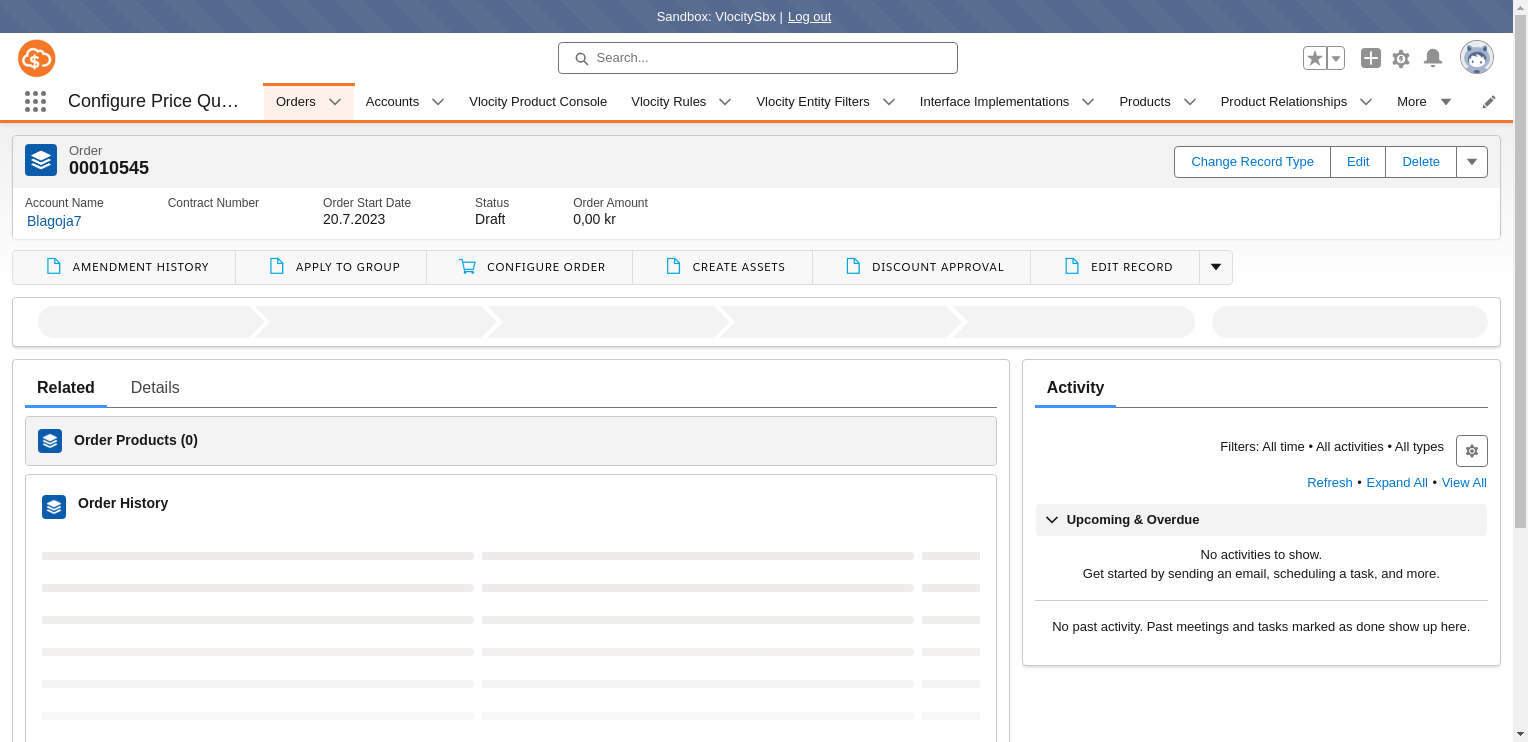 Sandbox: VlocitySbx | Log out
Search...
Configure Price Qu...
Orders
Accounts
Vlocity Product Console
Vlocity Rules
Vlocity Entity Filters
Interface Implementations
Products
Product Relationships
More
Order
00010545
Change Record Type
Edit
Delete
Account Name
Blagoja7
Contract Number
Order Start Date
20.7.2023
Status
Draft
Order Amount
0,00 kr
AMENDMENT HISTORY
APPLY TO GROUP
CONFIGURE ORDER
CREATE ASSETS
DISCOUNT APPROVAL
EDIT RECORD
Related
Details
Order Products (0)
Order History
Activity
Filters: All time • All activities • All types
Refresh • Expand All • View All
Upcoming & Overdue
No activities to show.
Get started by sending an email, scheduling a task, and more.
No past activity. Past meetings and tasks marked as done show up here.